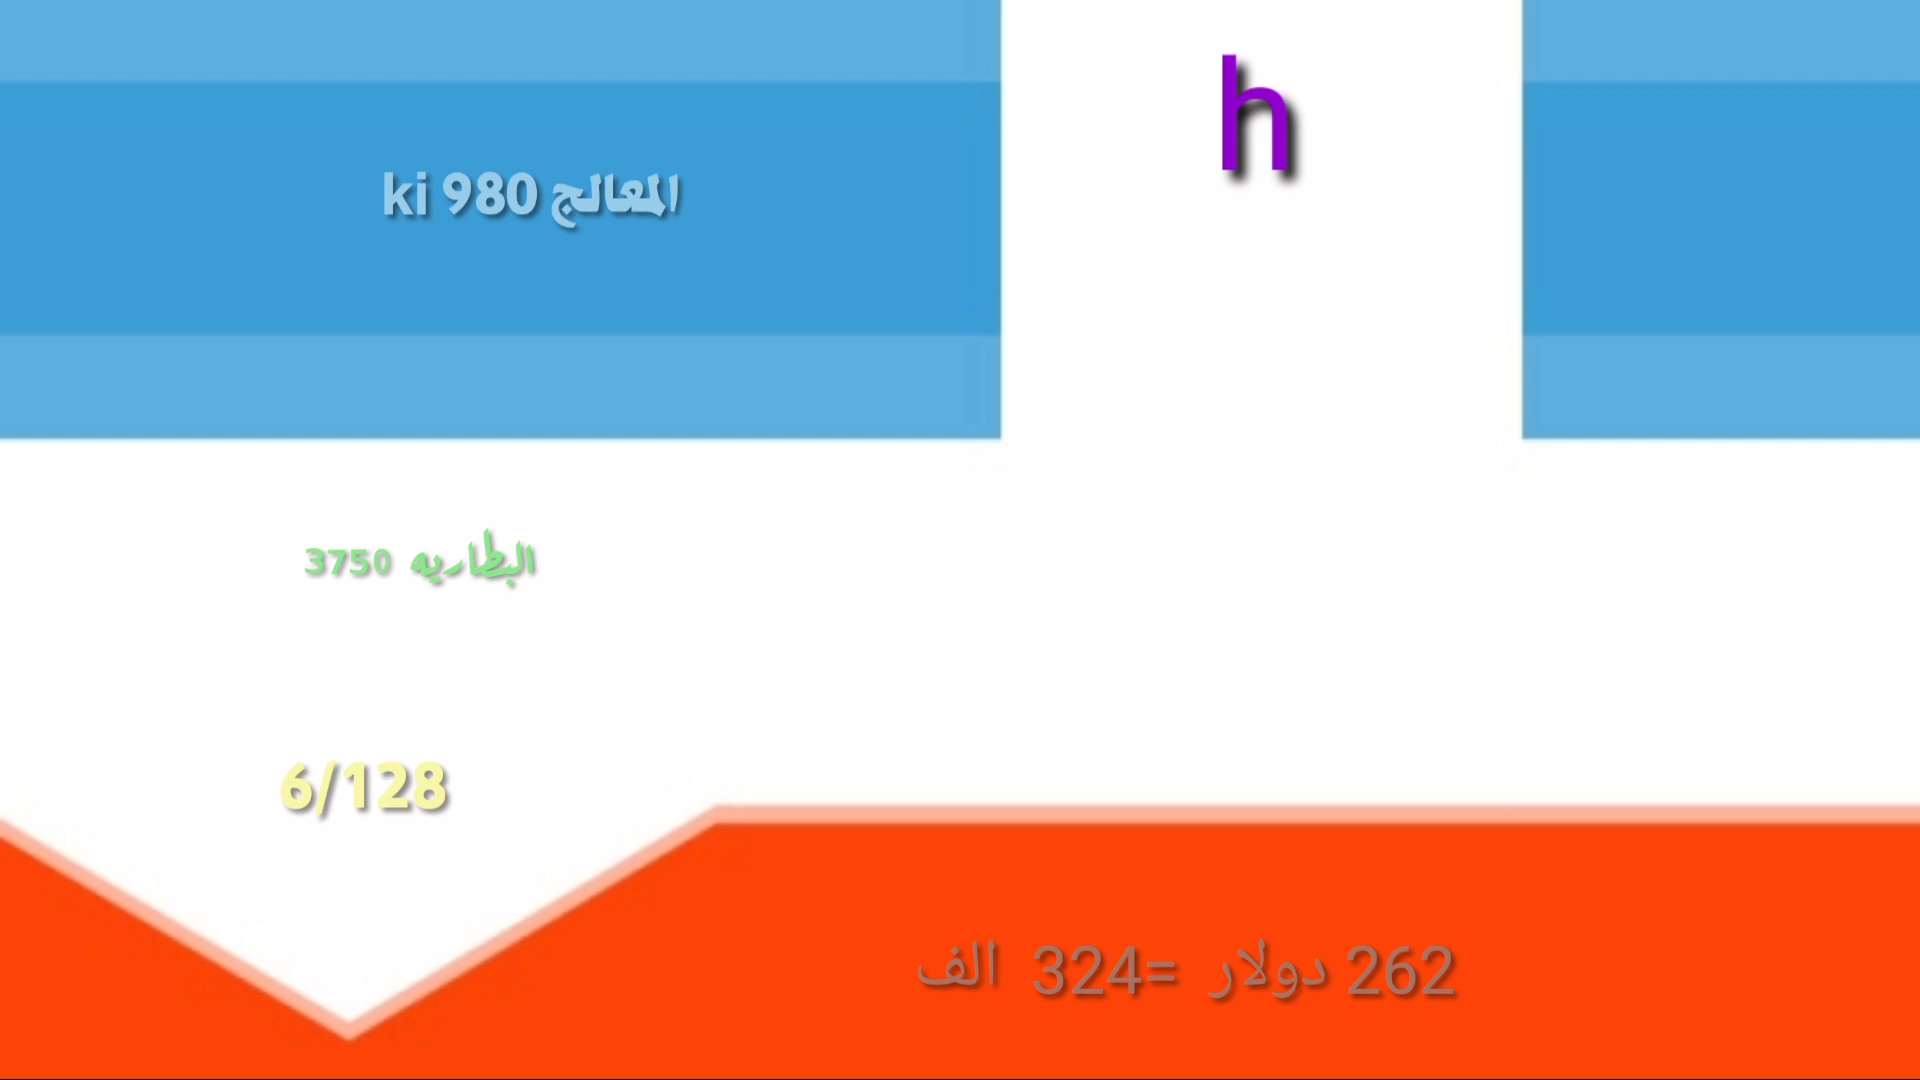 h
المعالج ki 980
البطاريه 3750
6/128
262 دولار =324 الف